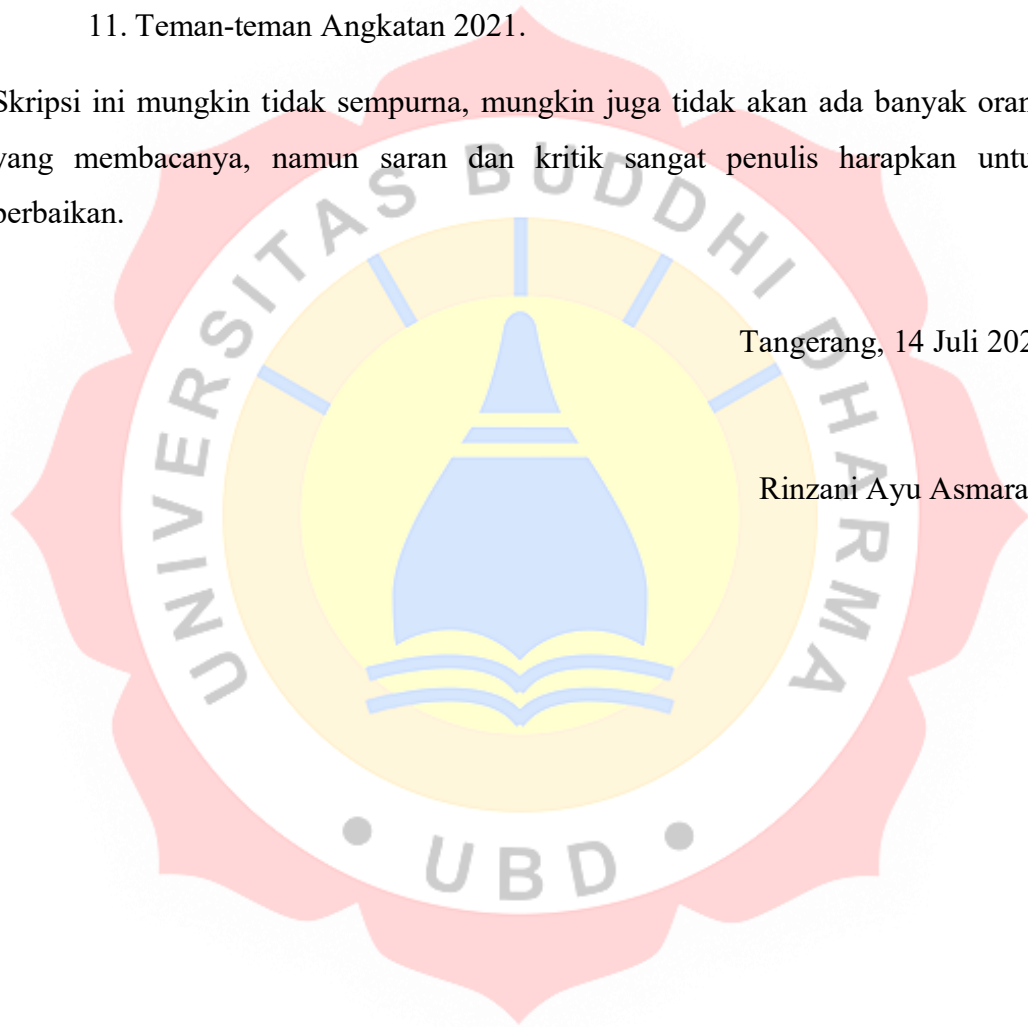 11. Teman-teman Angkatan 2021.
Skripsi ini mungkin tidak sempurna, mungkin juga tidak akan ada banyak oran
yang membacanya, namun saran dan kritik sangat penulis harapkan untu
perbaikan.
Tangerang, 14 Juli 202
Rinzani Ayu Asmara
UNIVERSITAS BUDDHI DHARMA
• UBD •